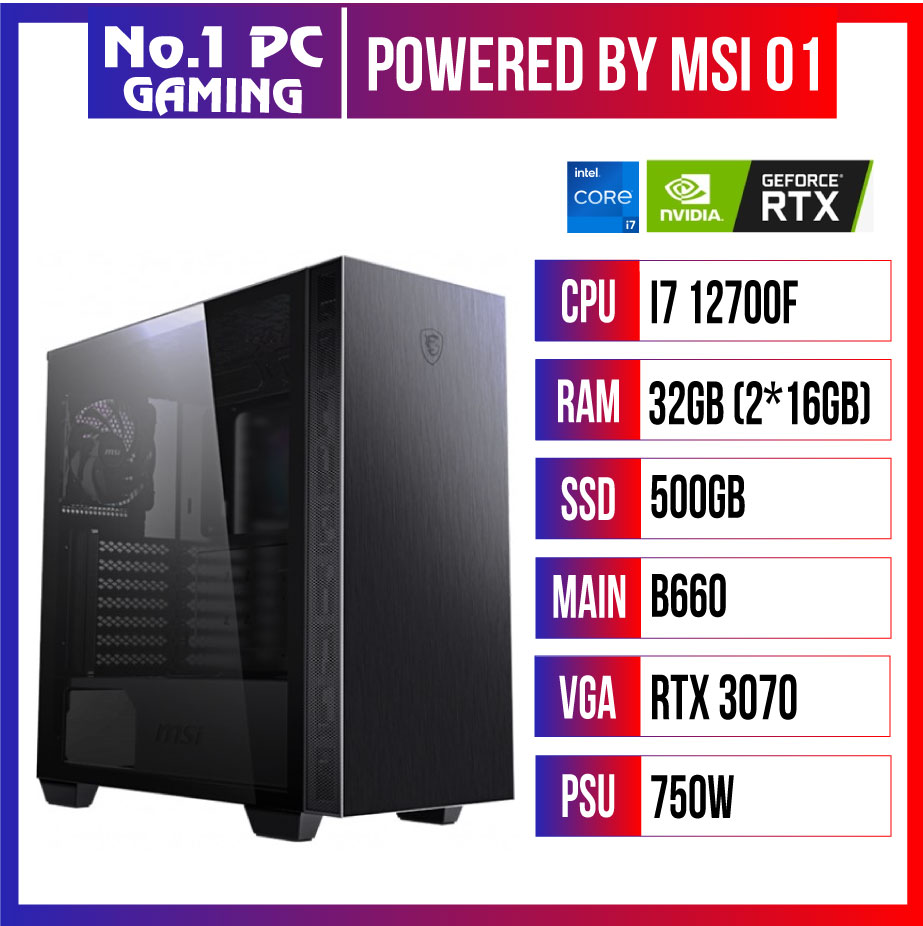 No.1 PC
GAMING
POWERED BY MSI 01
intel.
CORE
i7
NVIDIA.
GEFORCE®
RTX
CPU I7 12700F
RAM 32GB (2*16GB)
SSD 500GB
MAIN B660
VGA RTX 3070
PSU 750W
msi
msi